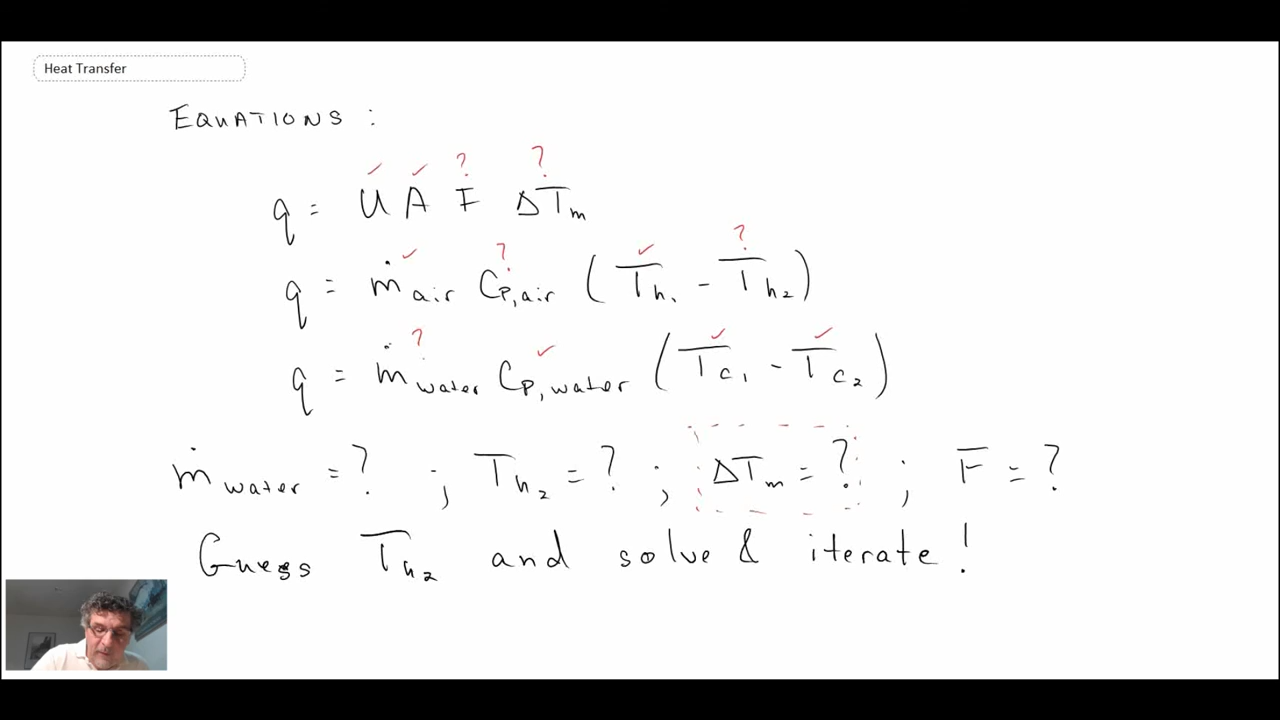 Heat Transfer
EQUATIONS :
✓ ✓ ? ?
q = U A F ΔTm
✓ ? ✓ ?
q = ṁair Cp,air (Th1 - Th2)
? ✓ ✓ ✓
q = ṁwater Cp,water (Tc1 - Tc2)
ṁwater = ? ; Th2 = ? ; ΔTm = ? ; F = ?
Guess Th2 and solve & iterate!